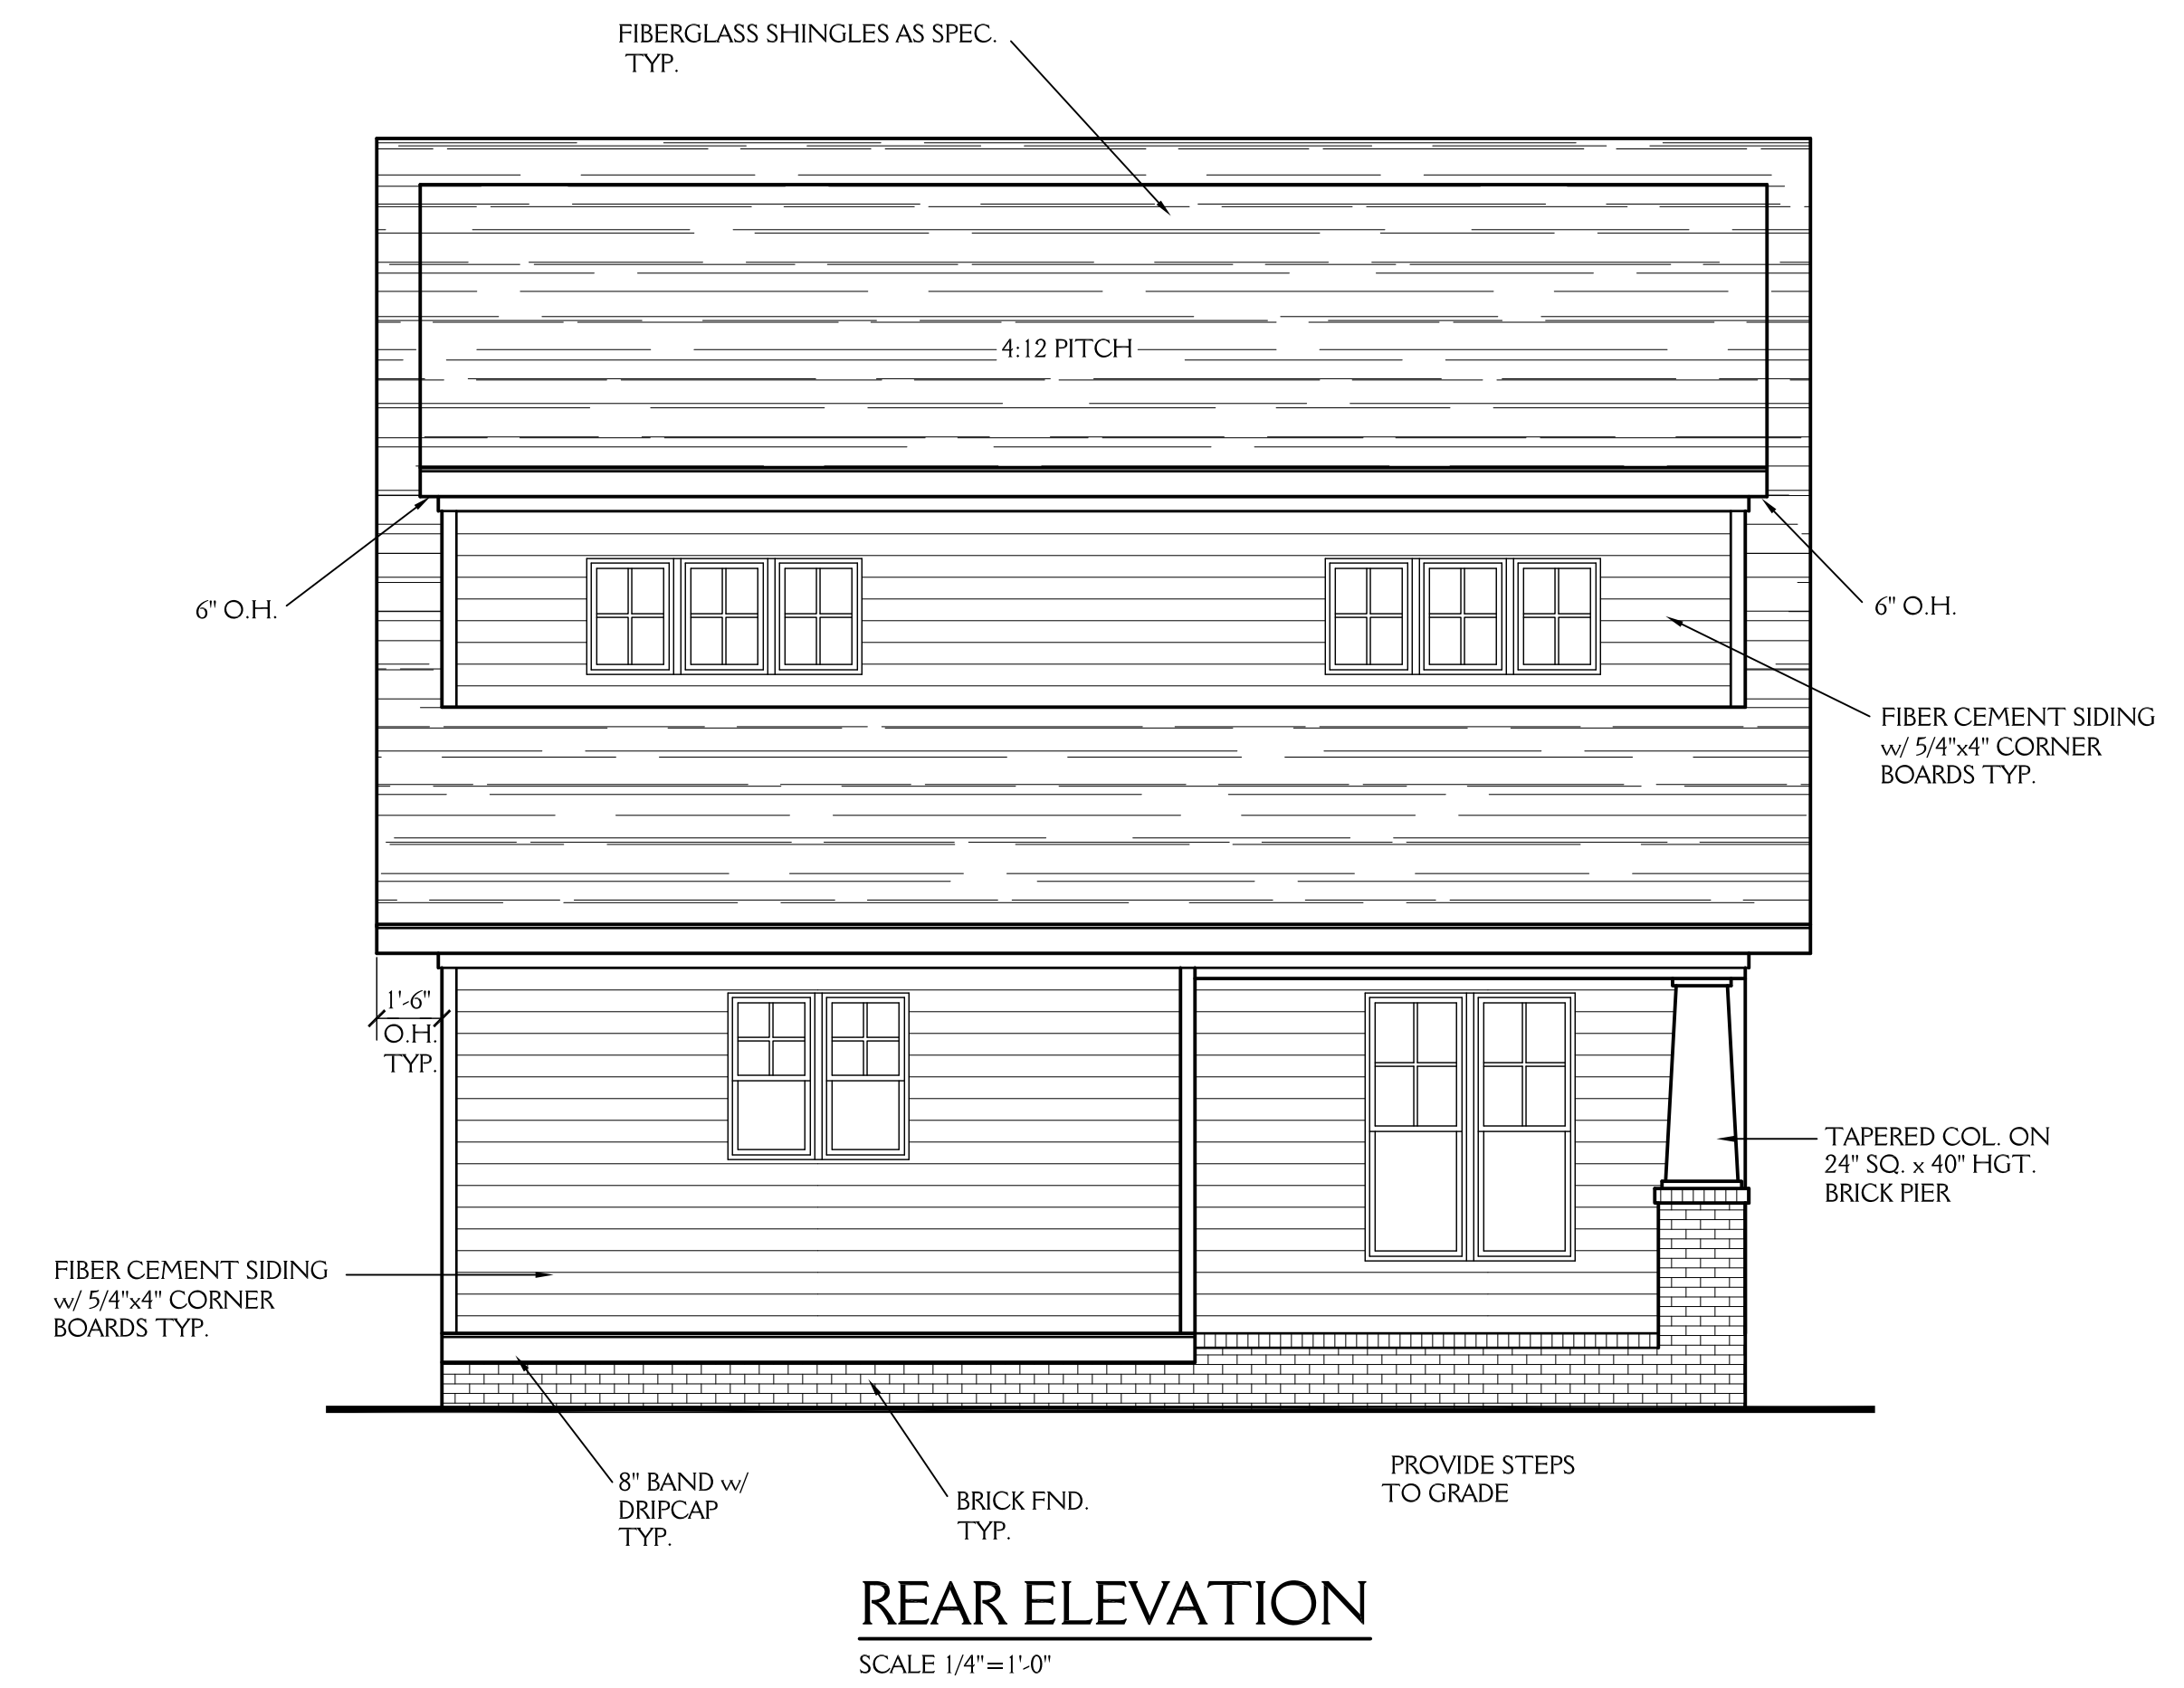 FIBERGLASS SHINGLES AS SPEC.
TYP.
4:12 PITCH
6" O.H.
6" O.H.
FIBER CEMENT SIDING
w/ 5/4"x4" CORNER
BOARDS TYP.
1'-6"
O.H.
TYP.
TAPERED COL. ON
24" SQ. x 40" HGT.
BRICK PIER
FIBER CEMENT SIDING
w/ 5/4"x4" CORNER
BOARDS TYP.
8" BAND w/
DRIPCAP
TYP.
BRICK FND.
TYP.
PROVIDE STEPS
TO GRADE
REAR ELEVATION
SCALE 1/4"=1'-0"